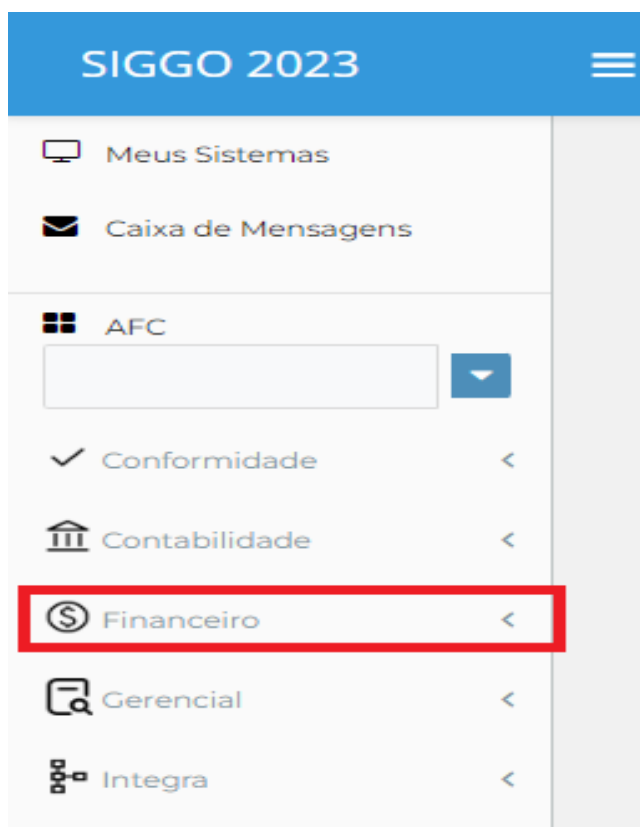 SIGGO 2023
Meus Sistemas
Caixa de Mensagens
AFC
Conformidade
Contabilidade
Financeiro
Gerencial
Integra